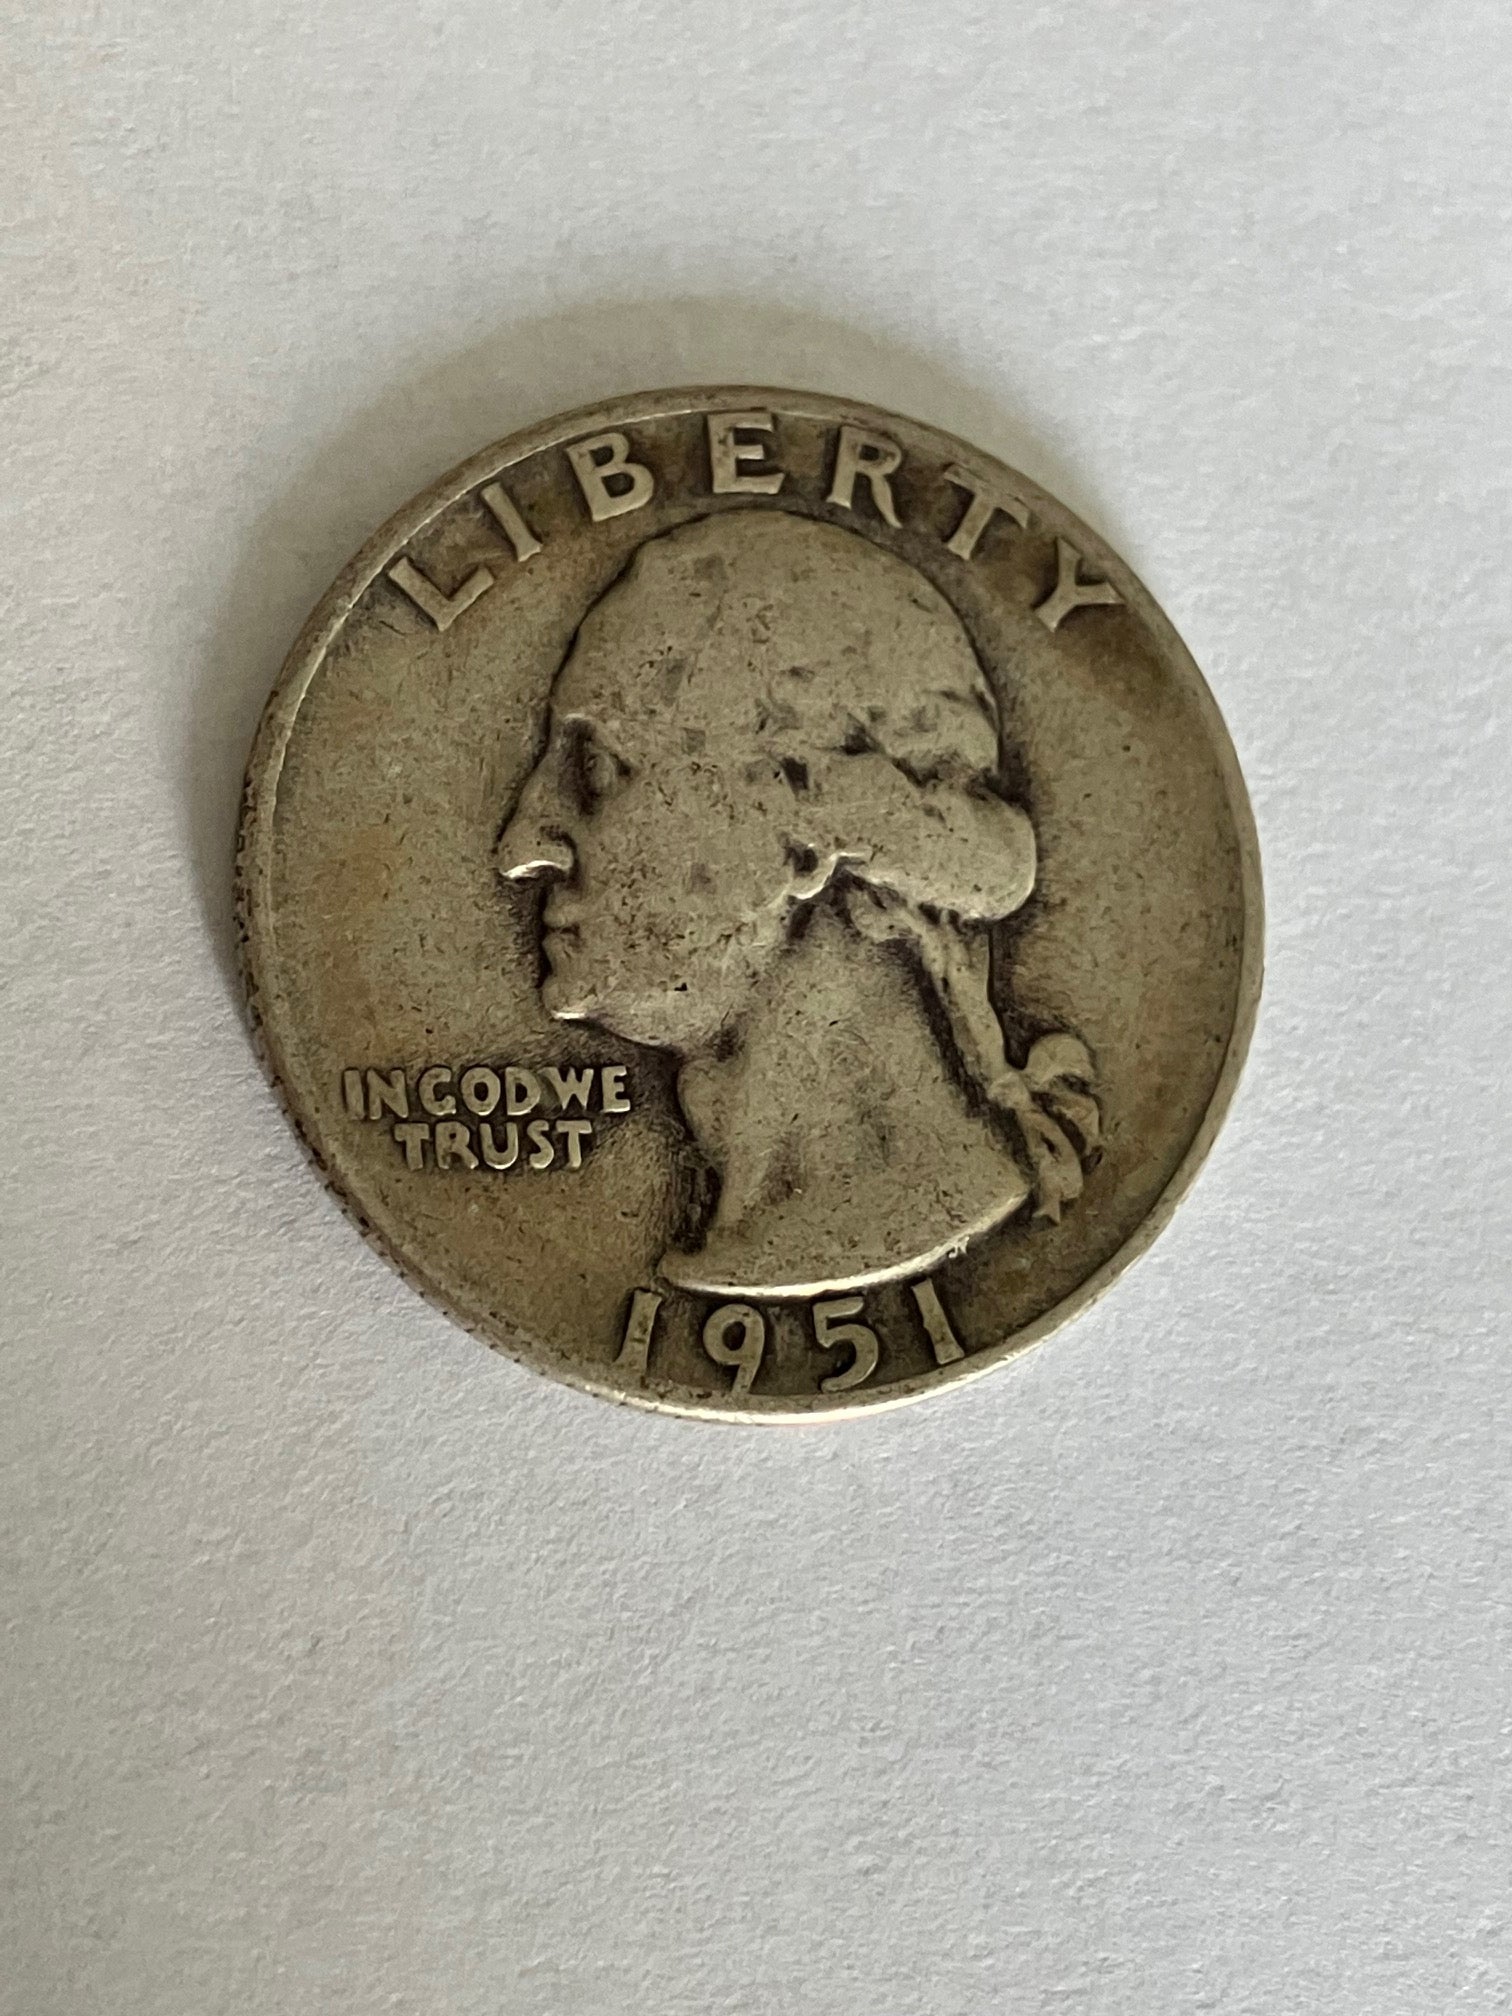 LIBERTY
IN GOD WE
TRUST
1951